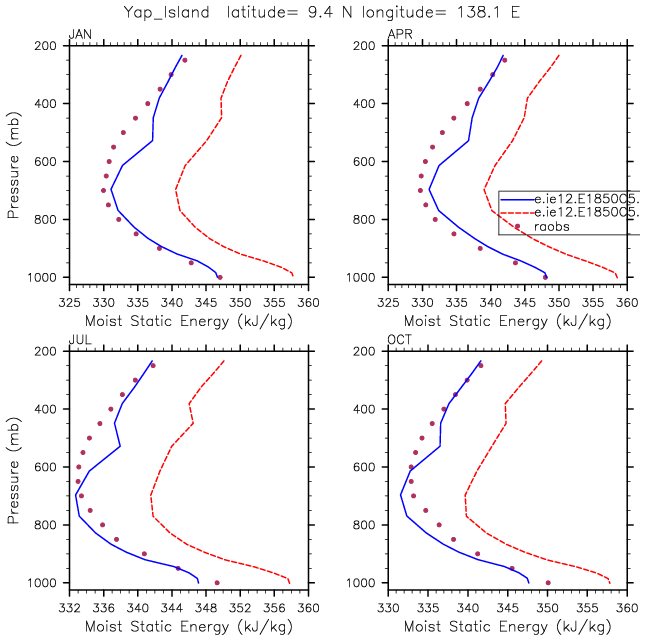 Yap_Island latitude= 9.4 N longitude= 138.1 E
JAN
APR
200
400
600
800
1000
Pressure (mb)
325 330 335 340 345 350 355 360
Moist Static Energy (kJ/kg)
200
400
600
800
1000
325 330 335 340 345 350 355 360
Moist Static Energy (kJ/kg)
e.ie12.E1850C5.
e.ie12.E1850C5.
raobs
JUL
OCT
200
400
600
800
1000
Pressure (mb)
332 336 340 344 348 352 356 360
Moist Static Energy (kJ/kg)
200
400
600
800
1000
330 335 340 345 350 355 360
Moist Static Energy (kJ/kg)